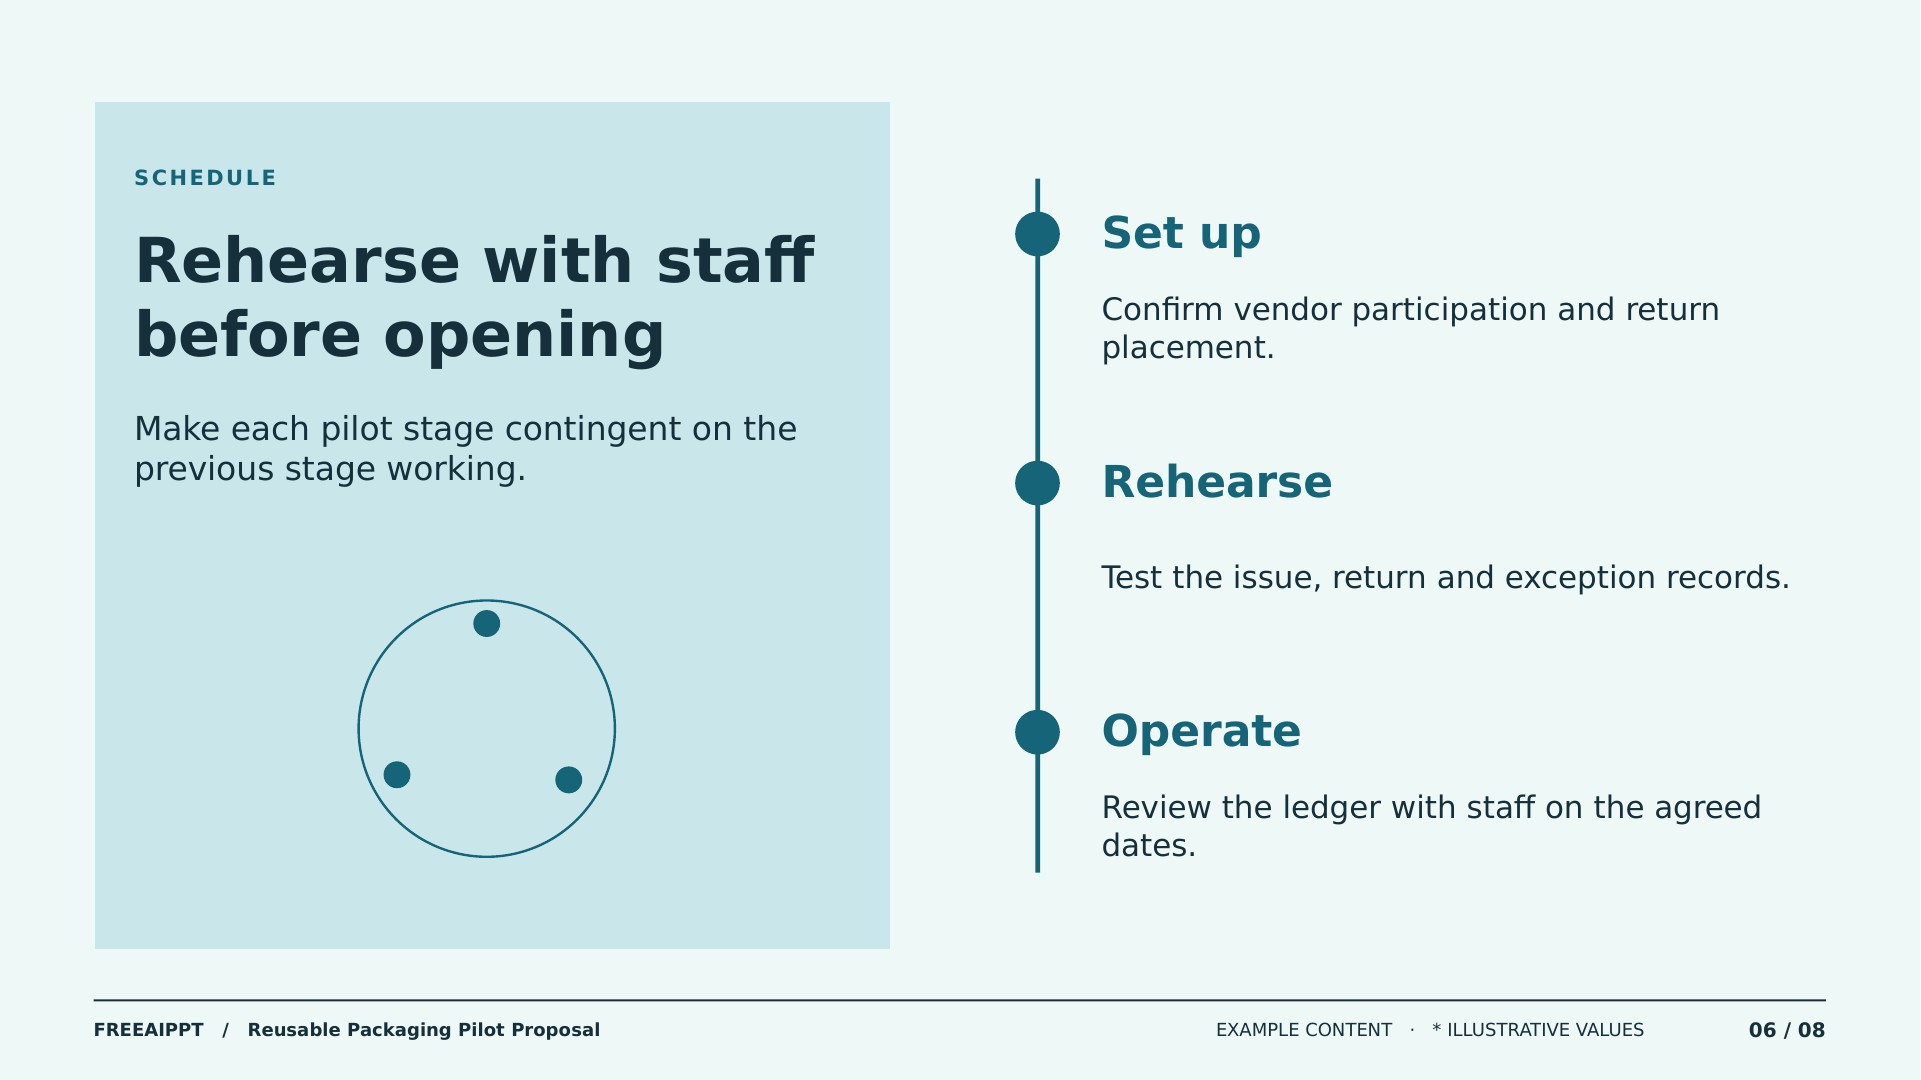 SCHEDULE
Rehearse with staff
before opening
Make each pilot stage contingent on the
previous stage working.
Set up
Confirm vendor participation and return
placement.
Rehearse
Test the issue, return and exception records.
Operate
Review the ledger with staff on the agreed
dates.
FREEAIPPT / Reusable Packaging Pilot Proposal
EXAMPLE CONTENT · * ILLUSTRATIVE VALUES
06 / 08